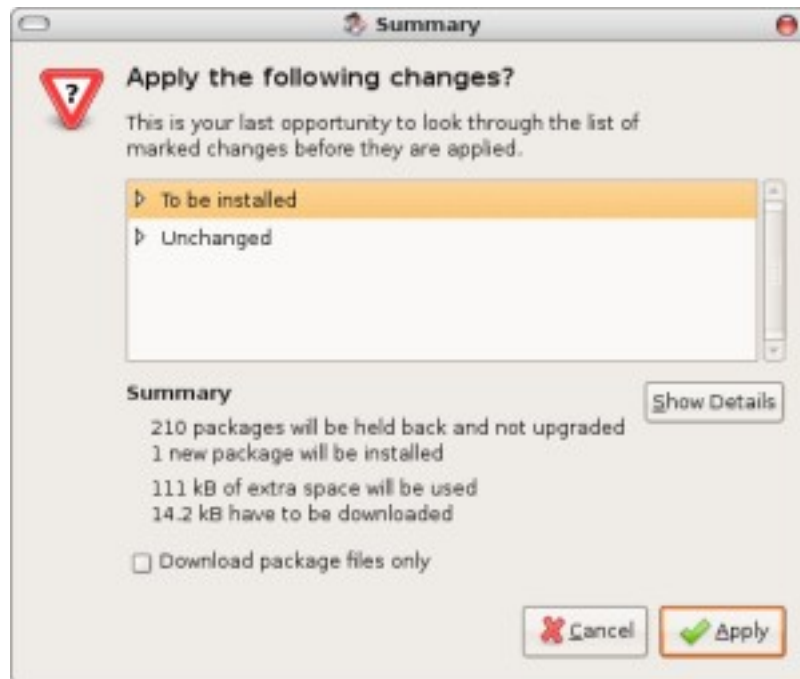 Summary
?
Apply the following changes?
This is your last opportunity to look through the list of
marked changes before they are applied.
To be installed
Unchanged
Summary
Show Details
210 packages will be held back and not upgraded
1 new package will be installed
111 kB of extra space will be used
14.2 kB have to be downloaded
Download package files only
Cancel
Apply